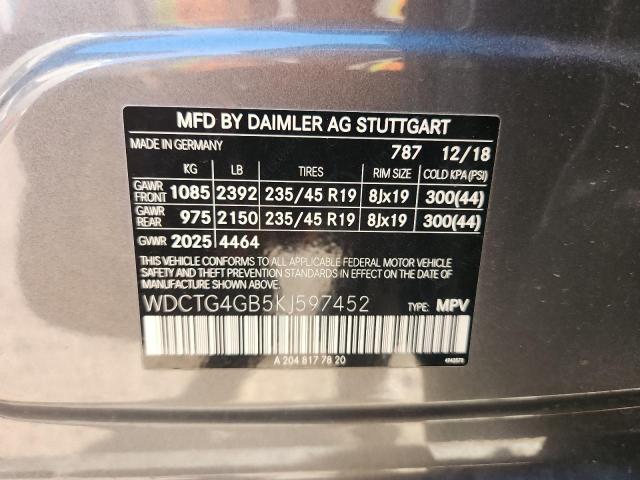 MFD BY DAIMLER AG STUTTGART
MADE IN GERMANY 787 12/18
KG LB TIRES RIM SIZE COLD KPA(PSI)
GAWR FRONT 1085 2392 235/45 R19 8Jx19 300(44)
GAWR REAR 975 2150 235/45 R19 8Jx19 300(44)
GVWR 2025 4464
THIS VEHICLE CONFORMS TO ALL APPLICABLE FEDERAL MOTOR VEHICLE
SAFETY AND THEFT PREVENTION STANDARDS IN EFFECT ON THE DATE OF
MANUFACTURE SHOWN ABOVE.
WDCTG4GB5KJ597452 TYPE: MPV
A 204 817 78 20